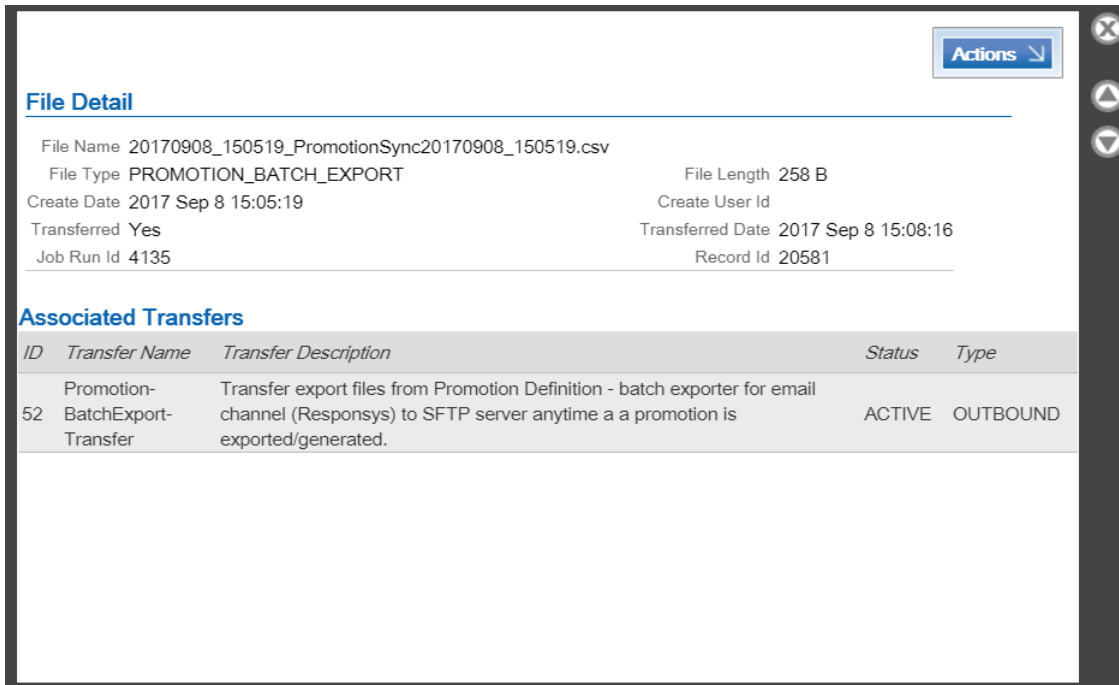 Actions
File Detail
File Name 20170908_150519_PromotionSync20170908_150519.csv
File Type PROMOTION_BATCH_EXPORT File Length 258 B
Create Date 2017 Sep 8 15:05:19 Create User Id
Transferred Yes Transferred Date 2017 Sep 8 15:08:16
Job Run Id 4135 Record Id 20581
Associated Transfers
ID Transfer Name Transfer Description Status Type
Promotion- Transfer export files from Promotion Definition - batch exporter for email
52 BatchExport- channel (Responsys) to SFTP server anytime a a promotion is ACTIVE OUTBOUND
Transfer exported/generated.